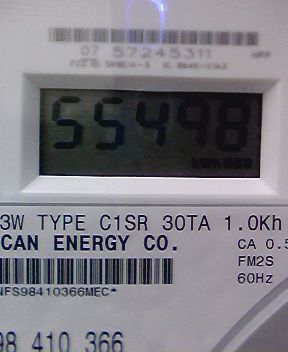 07 57245311
55498
3W TYPE C1SR 30TA 1.0Kh
CAN ENERGY CO.
CA 0.5
FM2S
60Hz
NFS98410366MEC*
98 410 366